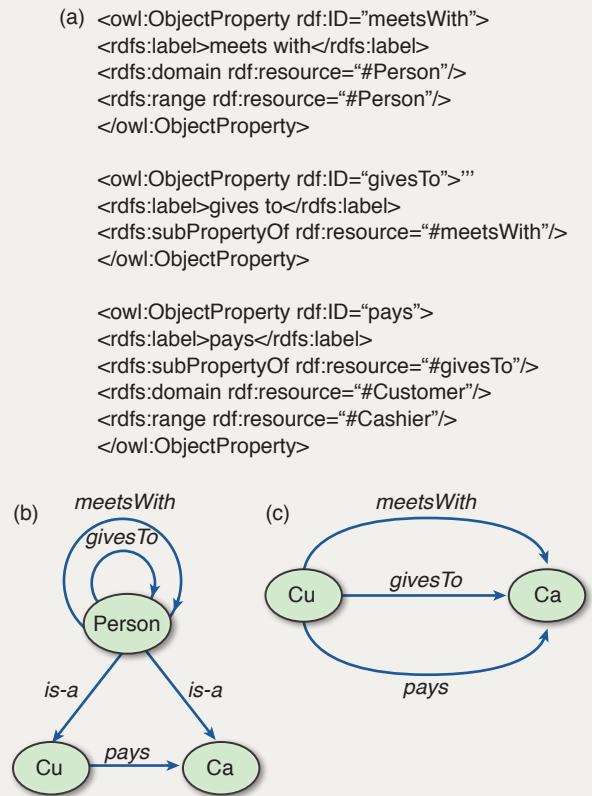 (a) <owl:ObjectProperty rdf:ID=”meetsWith”>
<rdfs:label>meets with</rdfs:label>
<rdfs:domain rdf:resource=“#Person”/>
<rdfs:range rdf:resource=“#Person”/>
</owl:ObjectProperty>
<owl:ObjectProperty rdf:ID=“givesTo”>’’’
<rdfs:label>gives to</rdfs:label>
<rdfs:subPropertyOf rdf:resource=“#meetsWith”/>
</owl:ObjectProperty>
<owl:ObjectProperty rdf:ID=“pays”>
<rdfs:label>pays</rdfs:label>
<rdfs:subPropertyOf rdf:resource=“#givesTo”/>
<rdfs:domain rdf:resource=“#Customer”/>
<rdfs:range rdf:resource=“#Cashier”/>
</owl:ObjectProperty>
(b)
meetsWith
givesTo
Person
is-a
is-a
Cu
pays
Ca
(c)
meetsWith
Cu
givesTo
Ca
pays